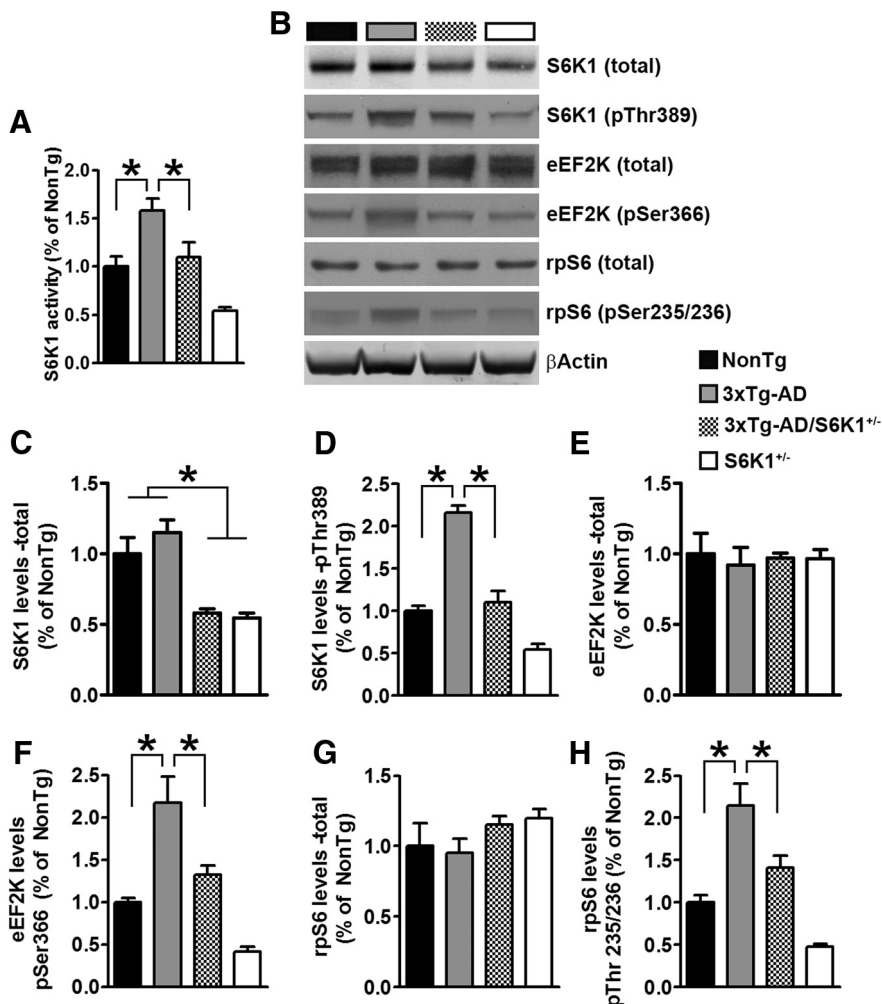 B
S6K1 (total)
S6K1 (pThr389)
eEF2K (total)
eEF2K (pSer366)
rpS6 (total)
rpS6 (pSer235/236)
βActin
A
S6K1 activity (% of NonTg)
2.0
1.5
1.0
0.5
0.0
* *
NonTg
3xTg-AD
3xTg-AD/S6K1+/-
S6K1+/-
C
S6K1 levels -total
(% of NonTg)
1.5
1.0
0.5
0.0
*
D
S6K1 levels -pThr389
(% of NonTg)
2.5
2.0
1.5
1.0
0.5
0.0
* *
E
eEF2K levels -total
(% of NonTg)
1.5
1.0
0.5
0.0
F
eEF2K levels
pSer366 (% of NonTg)
2.5
2.0
1.5
1.0
0.5
0.0
* *
G
rpS6 levels -total
(% of NonTg)
1.5
1.0
0.5
0.0
H
rpS6 levels
pThr 235/236 (% of NonTg)
2.5
2.0
1.5
1.0
0.5
0.0
* *